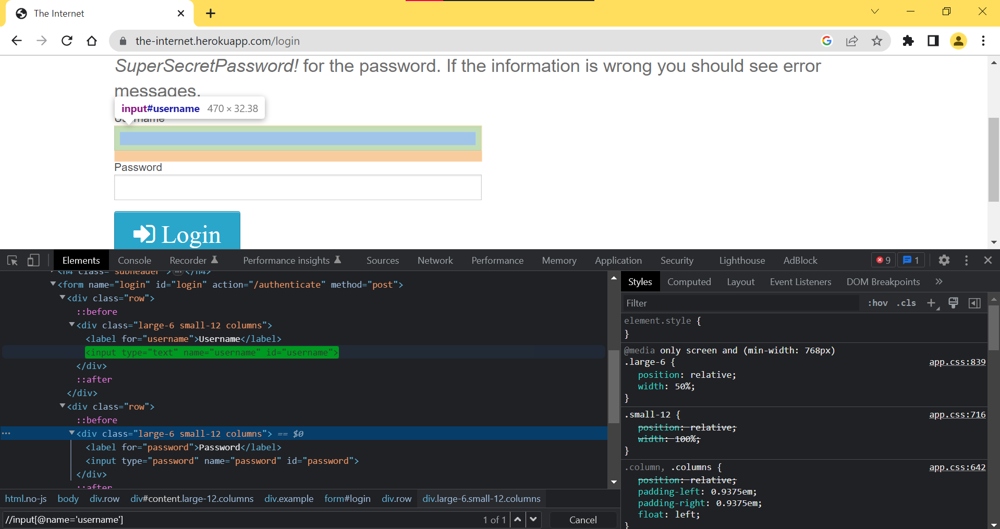 The Internet
the-internet.herokuapp.com/login
SuperSecretPassword! for the password. If the information is wrong you should see error
messages.
input#username 470 × 32.38
Username
Password
Login
Elements Console Recorder Performance insights Sources Network Performance Memory Application Security Lighthouse AdBlock 9 1
<h4 class="subheader">…</h4>
<form name="login" id="login" action="/authenticate" method="post">
<div class="row">
::before
<div class="large-6 small-12 columns">
<label for="username">Username</label>
<input type="text" name="username" id="username">
</div>
::after
</div>
<div class="row">
::before
<div class="large-6 small-12 columns"> == $0
<label for="password">Password</label>
<input type="password" name="password" id="password">
</div>
::after
html.no-js body div.row div#content.large-12.columns div.example form#login div.row div.large-6.small-12.columns
//input[@name='username'] 1 of 1 Cancel
Styles Computed Layout Event Listeners DOM Breakpoints »
Filter :hov .cls +
element.style {
}
@media only screen and (min-width: 768px)
.large-6 { app.css:839
position: relative;
width: 50%;
}
.small-12 { app.css:716
position: relative;
width: 100%;
}
.column, .columns { app.css:642
position: relative;
padding-left: 0.9375em;
padding-right: 0.9375em;
float: left;
}